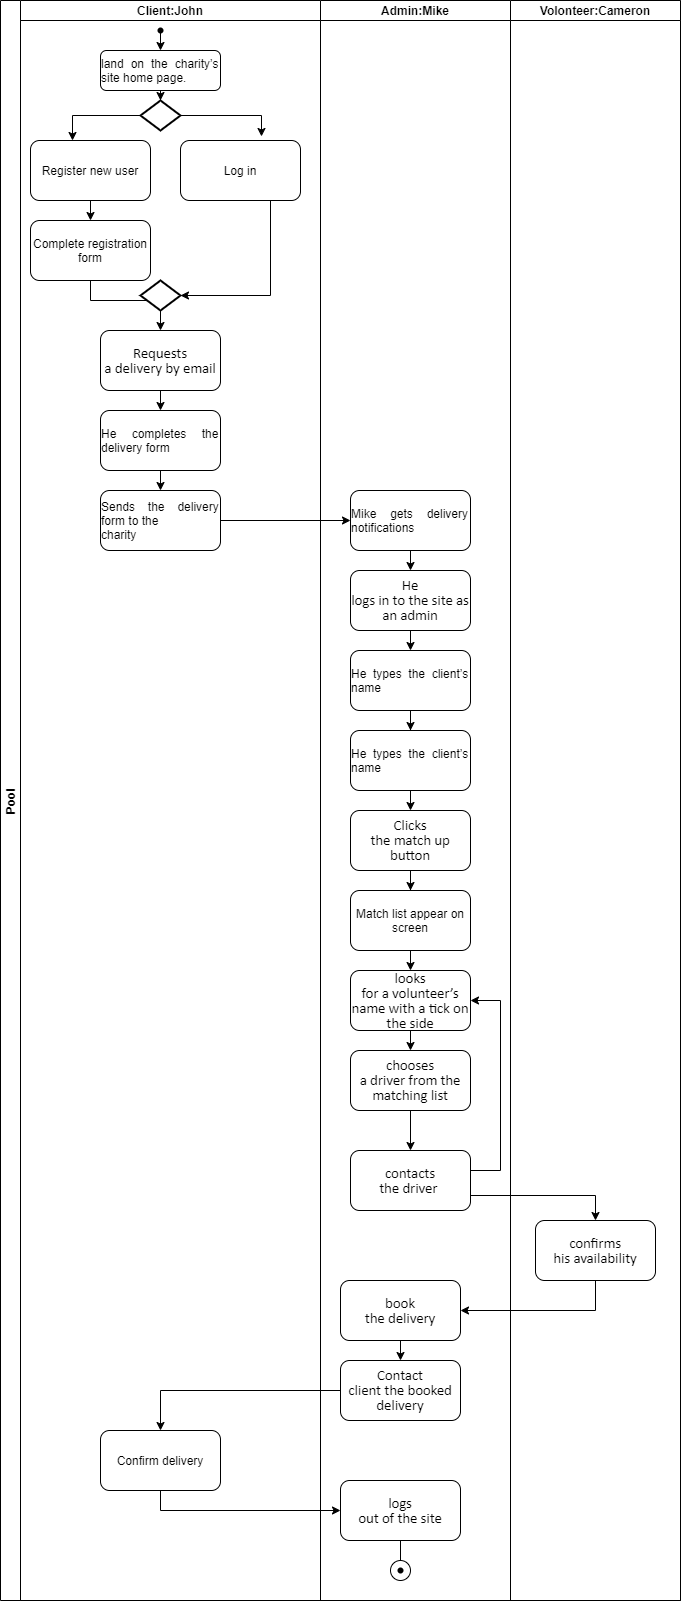 Client:John
Admin:Mike
Volonteer:Cameron
land on the charity's
site home page.
Register new user
Log in
Complete registration
form
Requests
a delivery by email
He completes the
delivery form
Sends the delivery
form to the
charity
Mike gets delivery
notifications
He
logs in to the site as
an admin
He types the client's
name
He types the client's
name
Pool
Clicks
the match up
button
Match list appear on
screen
looks
for a volunteer's
name with a tick on
the side
chooses
a driver from the
matching list
contacts
the driver
confirms
his availability
book
the delivery
Contact
client the booked
delivery
Confirm delivery
logs
out of the site